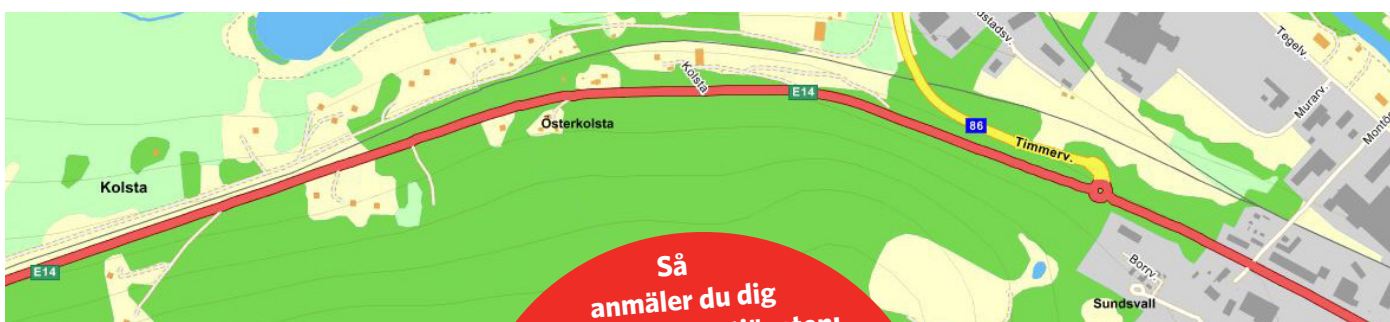 Kolsta
E14
Österkolsta
Kolsta
E14
86
Timmerv.
Tegelv.
Murarv.
Borrv.
Sundsvall
Så
anmäler du dig